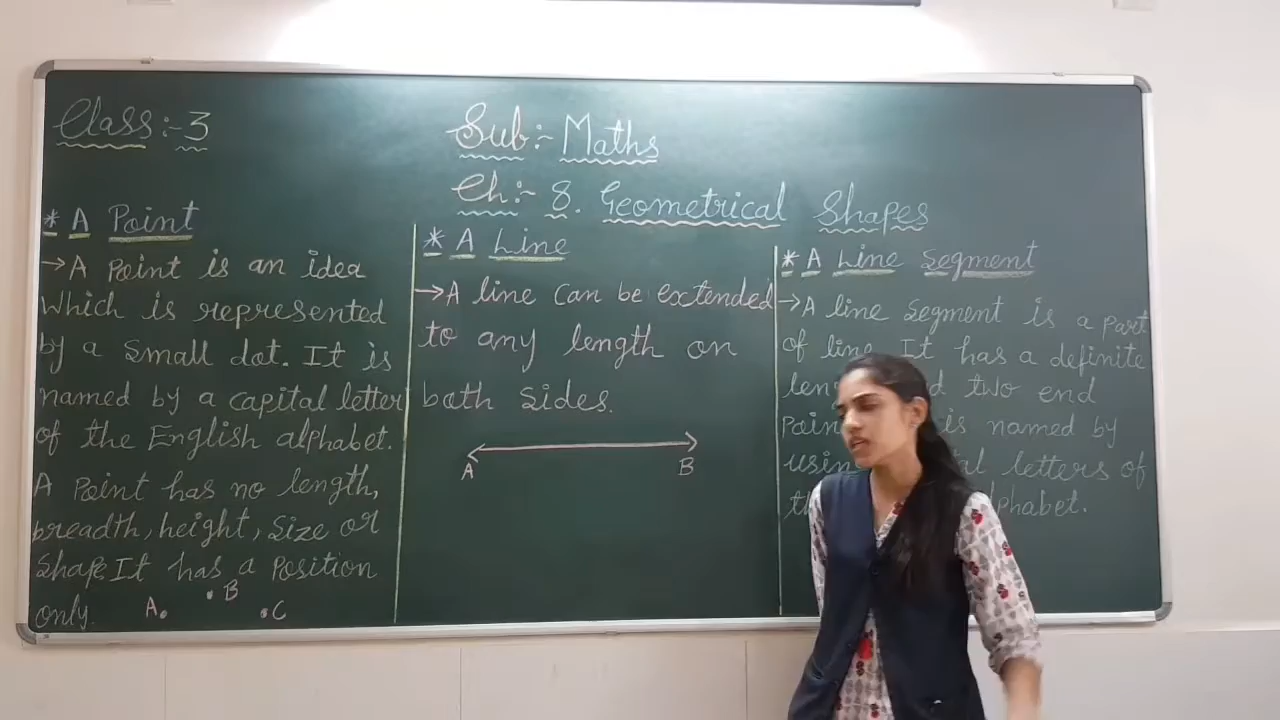 Class:- 3
Sub:- Maths
Ch:- 8. Geometrical Shapes
* A Point
→ A Point is an idea
Which is represented
by a small dot. It is
named by a capital letter
of the English alphabet.
A Point has no length,
breadth, height, size or
shape. It has a Position
only.
A. .B .C
* A Line
→ A line can be extended
to any length on
both sides.
A B
* A Line Segment
→ A line Segment is a part
of line. It has a definite
two end
is named by
letters of